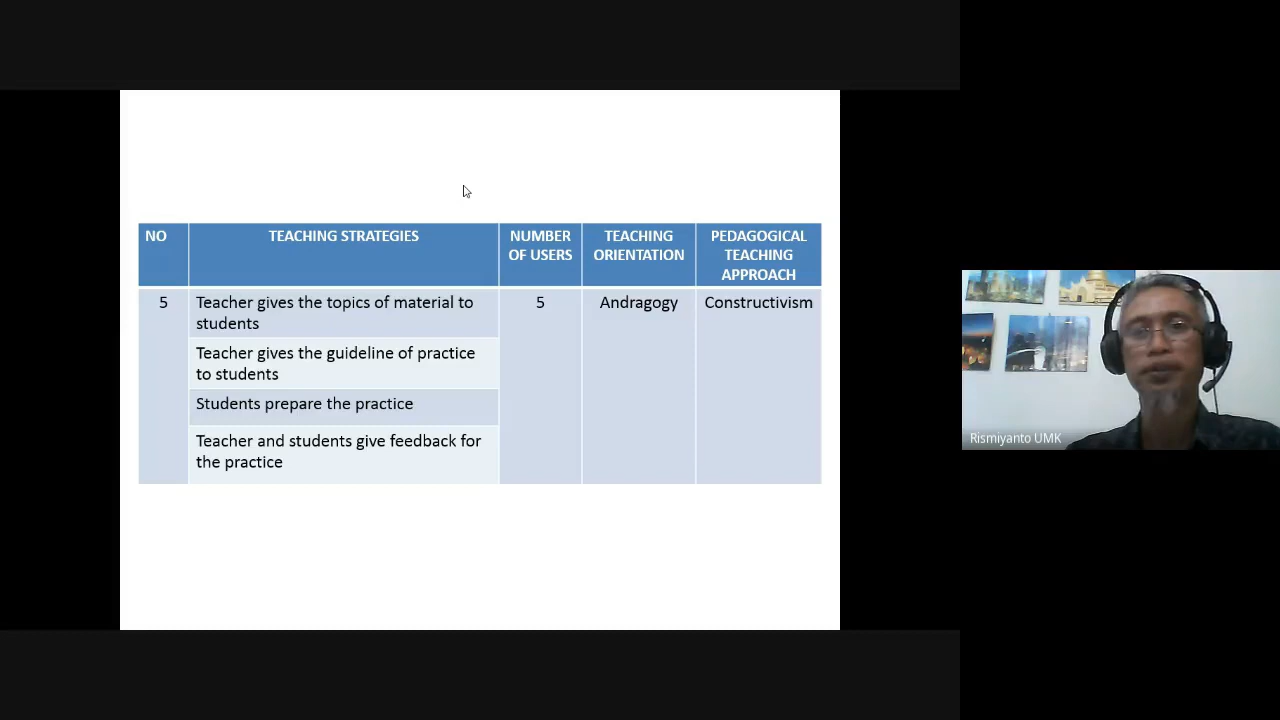 NO
TEACHING STRATEGIES
NUMBER
OF USERS
TEACHING
ORIENTATION
PEDAGOGICAL
TEACHING
APPROACH
5
Teacher gives the topics of material to
students
Teacher gives the guideline of practice
to students
Students prepare the practice
Teacher and students give feedback for
the practice
5
Andragogy
Constructivism
Rismiyanto UMK